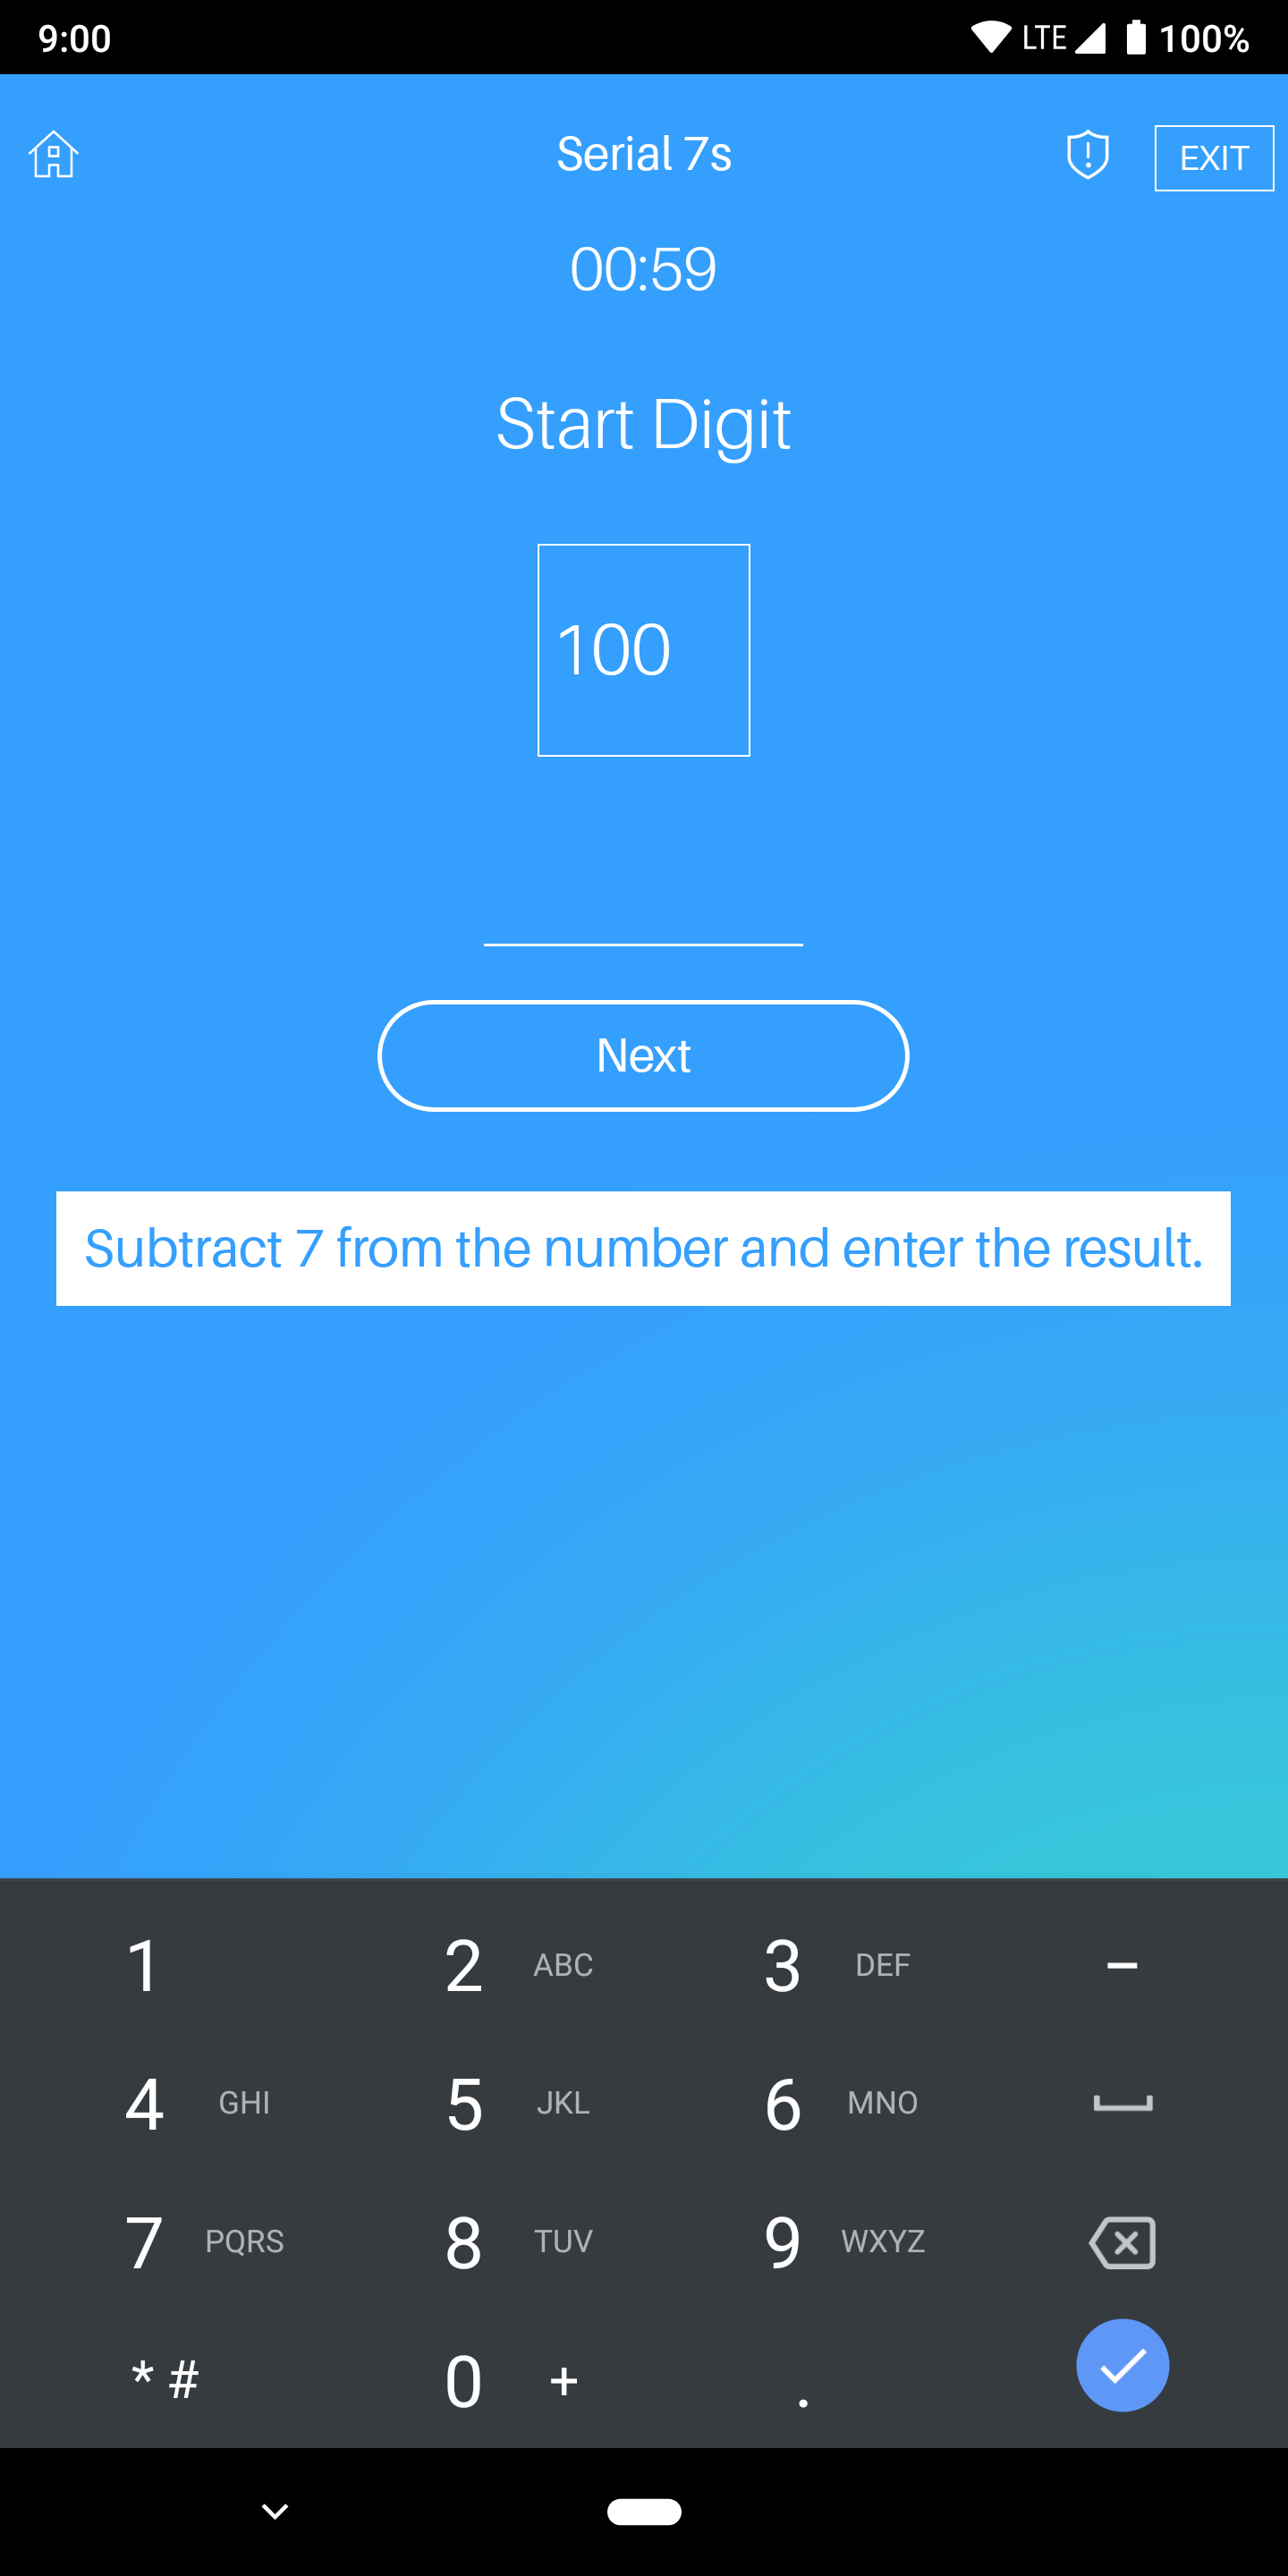 9:00 LTE 100%
Serial 7s EXIT
00:59
Start Digit
100
Next
Subtract 7 from the number and enter the result.
1 2 ABC 3 DEF –
4 GHI 5 JKL 6 MNO
7 PQRS 8 TUV 9 WXYZ
* # 0 + .